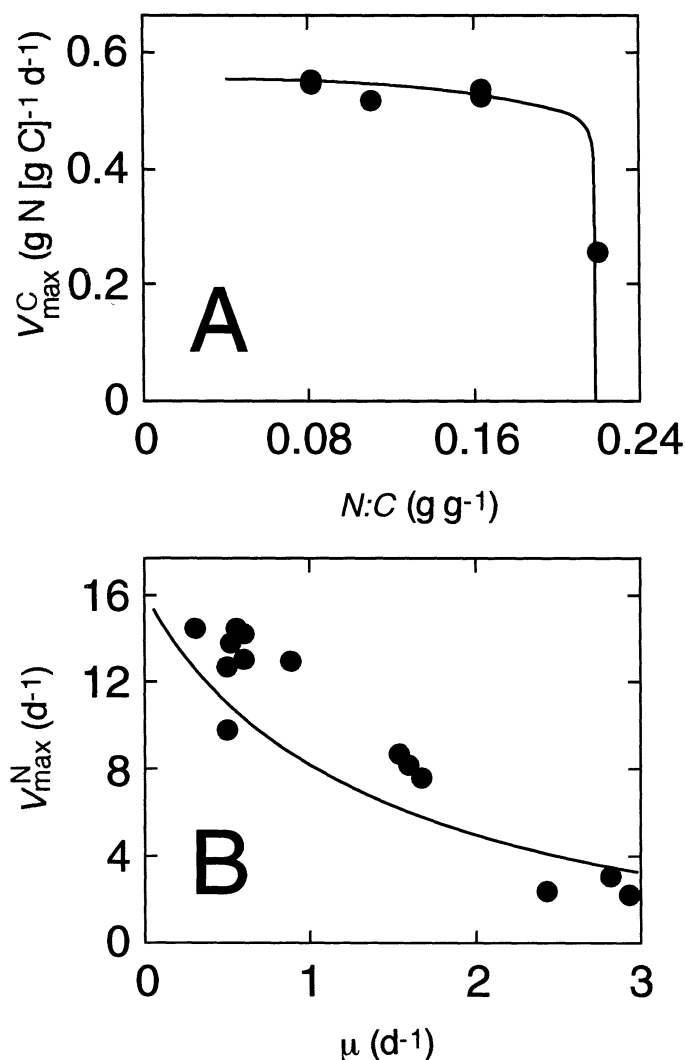 0.6
0.4
0.2
0
V^C_max (g N [g C]-1 d-1)
A
0 0.08 0.16 0.24
N:C (g g-1)
16
12
8
4
0
V^N_max (d-1)
B
0 1 2 3
μ (d-1)